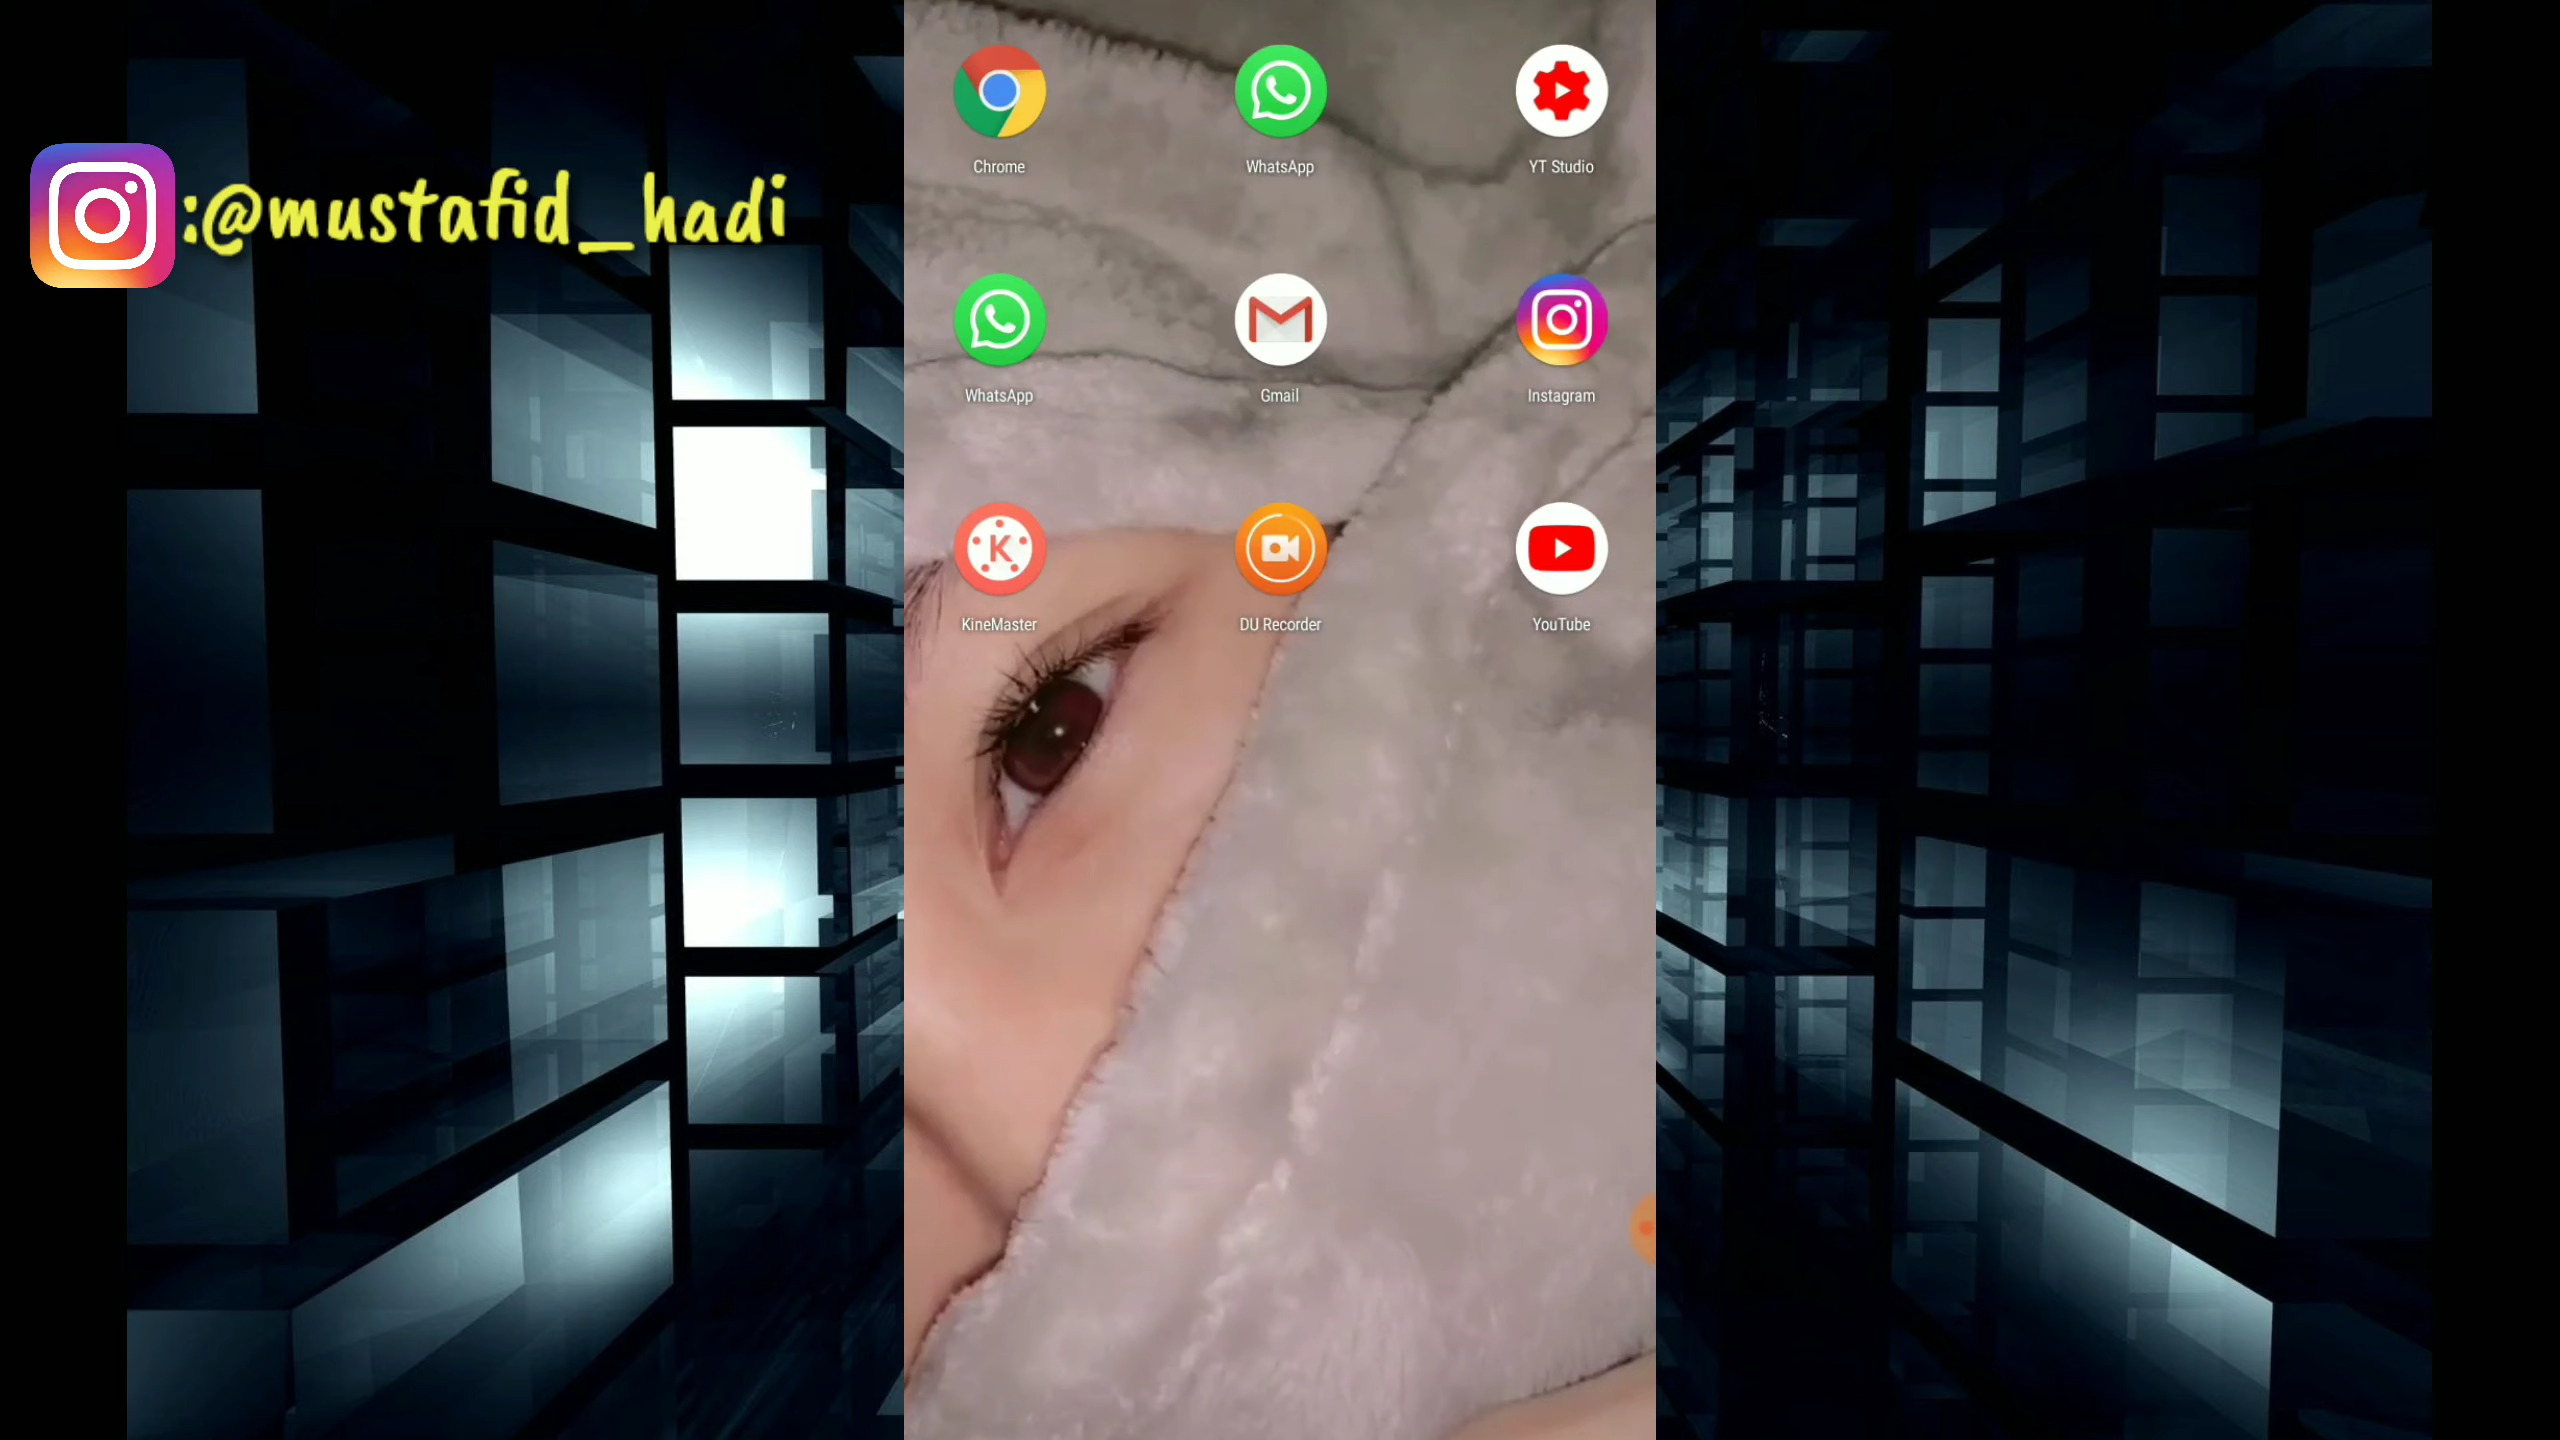 :@mustafid_hadi
Chrome
WhatsApp
YT Studio
WhatsApp
Gmail
Instagram
K
KineMaster
DU Recorder
YouTube